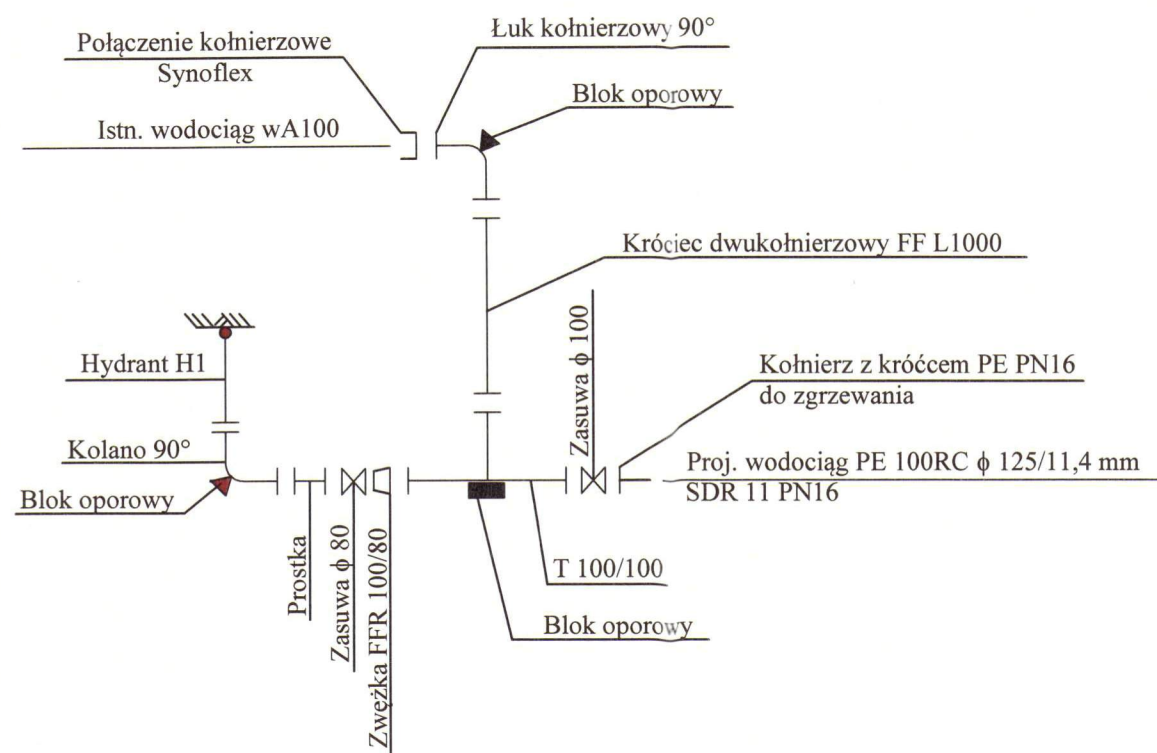 Połączenie kołnierzowe
Synoflex
Łuk kołnierzowy 90°
Blok oporowy
Istn. wodociąg wA100
Króciec dwukołnierzowy FF L1000
Hydrant H1
Zasuwa ϕ 100
Kołnierz z króćcem PE PN16
do zgrzewania
Kolano 90°
Blok oporowy
Proj. wodociąg PE 100RC ϕ 125/11,4 mm
SDR 11 PN16
Prostka
Zasuwa ϕ 80
Zwężka FFR 100/80
T 100/100
Blok oporowy